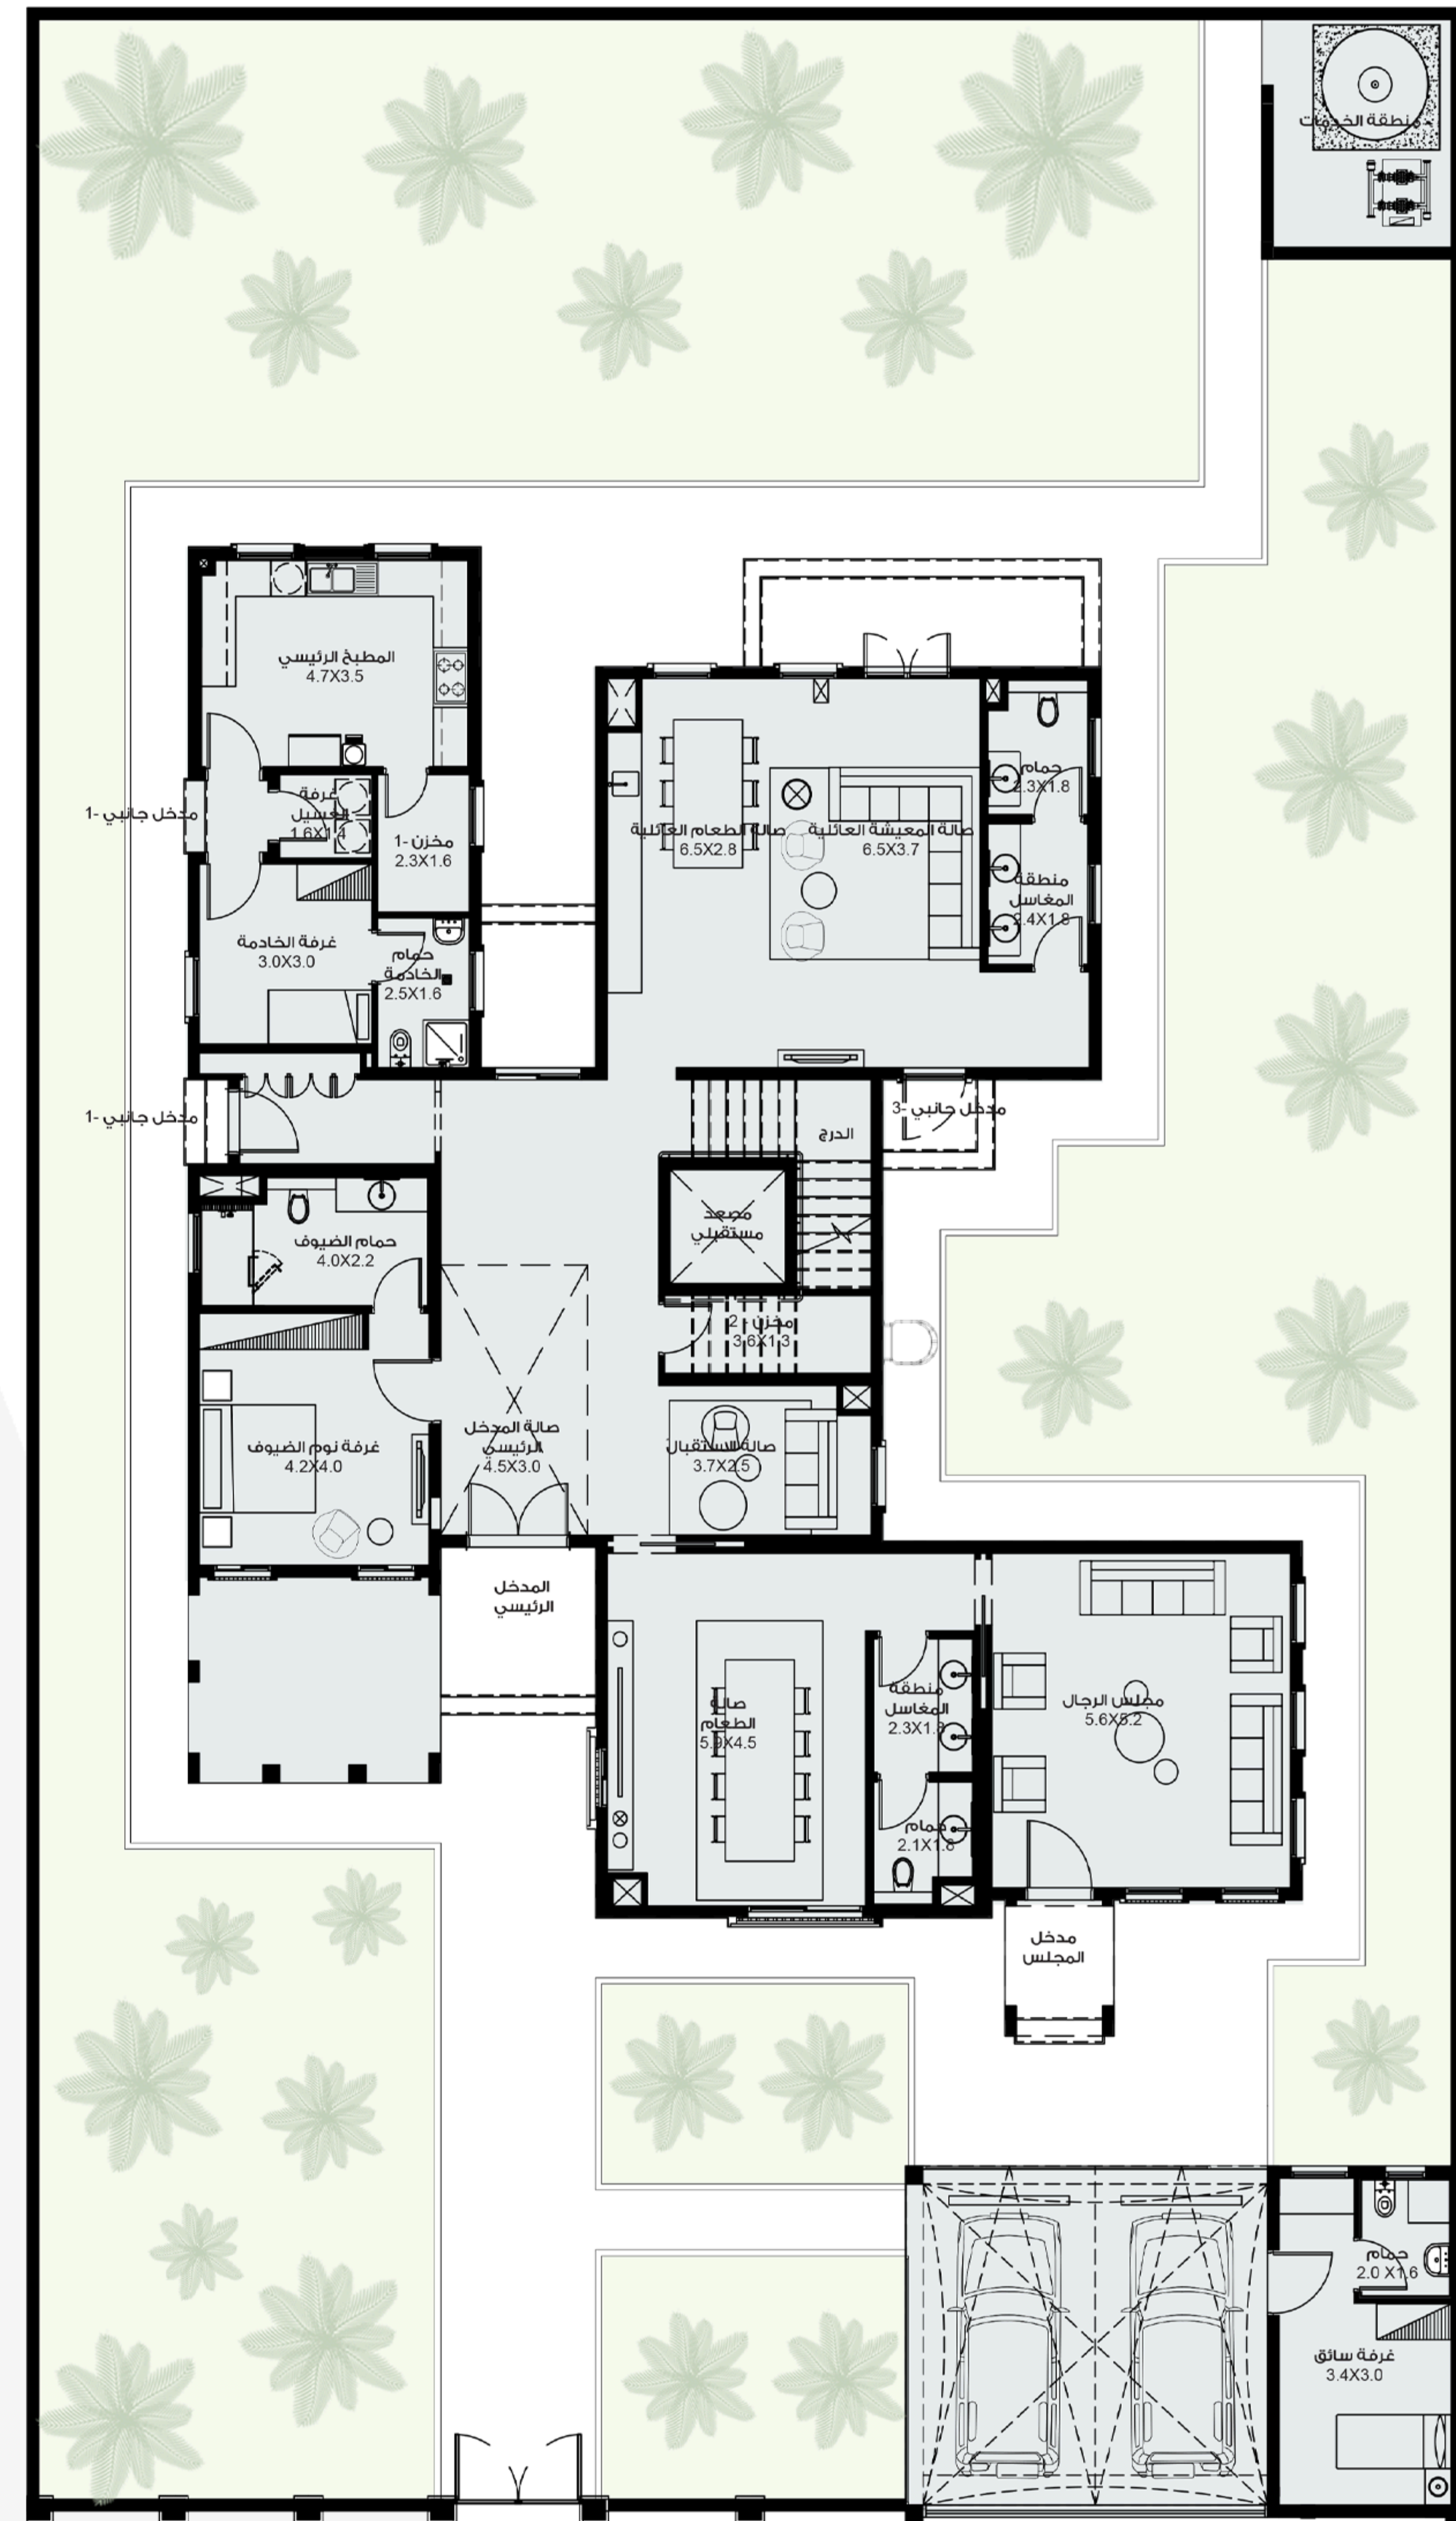 منطقة الخدمات
المطبخ الرئيسي
4.7X3.5
مدخل جانبي -1
غرفة
الغسيل
1.6X1.4
مخزن -1
2.3X1.6
صالة الطعام العائلية
6.5X2.8
صالة المعيشة العائلية
6.5X3.7
حمام
2.3X1.8
منطقة
المغاسل
2.4X1.8
غرفة الخادمة
3.0X3.0
حمام
الخادمة
2.5X1.6
مدخل جانبي -1
مدخل جانبي -3
الدرج
مصعد
مستقبلي
حمام الضيوف
4.0X2.2
مخزن - 2
3.6X1.3
غرفة نوم الضيوف
4.2X4.0
صالة المدخل
الرئيسي
4.5X3.0
صالة الاستقبال
3.7X2.5
المدخل
الرئيسي
صالة
الطعام
5.9X4.5
منطقة
المغاسل
2.3X1.8
مجلس الرجال
5.6X5.2
حمام
2.1X1.8
مدخل
المجلس
حمام
2.0 X1.6
غرفة سائق
3.4X3.0